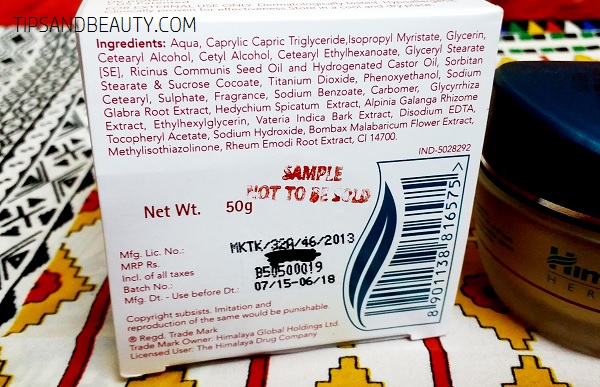 TIPSANDBEAUTY.COM
Ingredients: Aqua, Caprylic Capric Triglyceride, Isopropyl Myristate, Glycerin,
Cetearyl Alcohol, Cetyl Alcohol, Cetearyl Ethylhexanoate, Glyceryl Stearate
[SE], Ricinus Communis Seed Oil and Hydrogenated Castor Oil, Sorbitan
Stearate & Sucrose Cocoate, Titanium Dioxide, Phenoxyethanol, Sodium
Cetearyl, Sulphate, Fragrance, Sodium Benzoate, Carbomer, Glycyrrhiza
Glabra Root Extract, Hedychium Spicatum Extract, Alpinia Galanga Rhizome
Extract, Ethylhexylglycerin, Vateria Indica Bark Extract, Disodium EDTA,
Tocopheryl Acetate, Sodium Hydroxide, Bombax Malabaricum Flower Extract,
Methylisothiazolinone, Rheum Emodi Root Extract, CI 14700.
IND-5028292
SAMPLE
NOT TO BE SOLD
Net Wt. 50g
Mfg. Lic. No.: MKTK/328/46/2013
MRP Rs.
Incl. of all taxes
Batch No.: B50500019
Mfg. Dt. - Use before Dt.: 07/15-06/18
8901138816575
Copyright subsists. Imitation and
reproduction of the same would be punishable.
® Regd. Trade Mark
Trade Mark Owner: Himalaya Global Holdings Ltd.
Licensed User: The Himalaya Drug Company